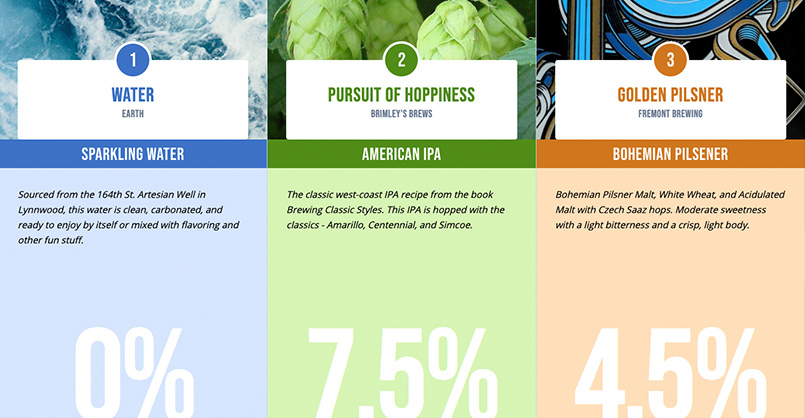 1
WATER
EARTH
SPARKLING WATER
Sourced from the 164th St. Artesian Well in
Lynnwood, this water is clean, carbonated, and
ready to enjoy by itself or mixed with flavoring and
other fun stuff.
0%
2
PURSUIT OF HOPPINESS
BRIMLEY'S BREWS
AMERICAN IPA
The classic west-coast IPA recipe from the book
Brewing Classic Styles. This IPA is hopped with the
classics - Amarillo, Centennial, and Simcoe.
7.5%
3
GOLDEN PILSNER
FREMONT BREWING
BOHEMIAN PILSENER
Bohemian Pilsner Malt, White Wheat, and Acidulated
Malt with Czech Saaz hops. Moderate sweetness
with a light bitterness and a crisp, light body.
4.5%